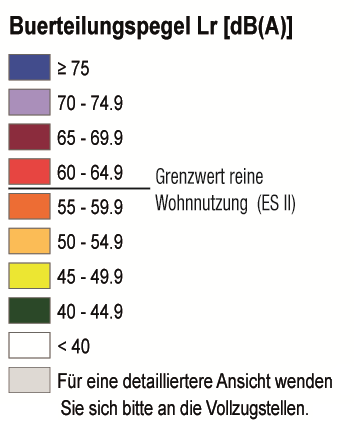 Buerteilungspegel Lr [dB(A)]
≥ 75
70 - 74.9
65 - 69.9
60 - 64.9
Grenzwert reine
Wohnnutzung (ES II)
55 - 59.9
50 - 54.9
45 - 49.9
40 - 44.9
< 40
Für eine detailliertere Ansicht wenden
Sie sich bitte an die Vollzugstellen.